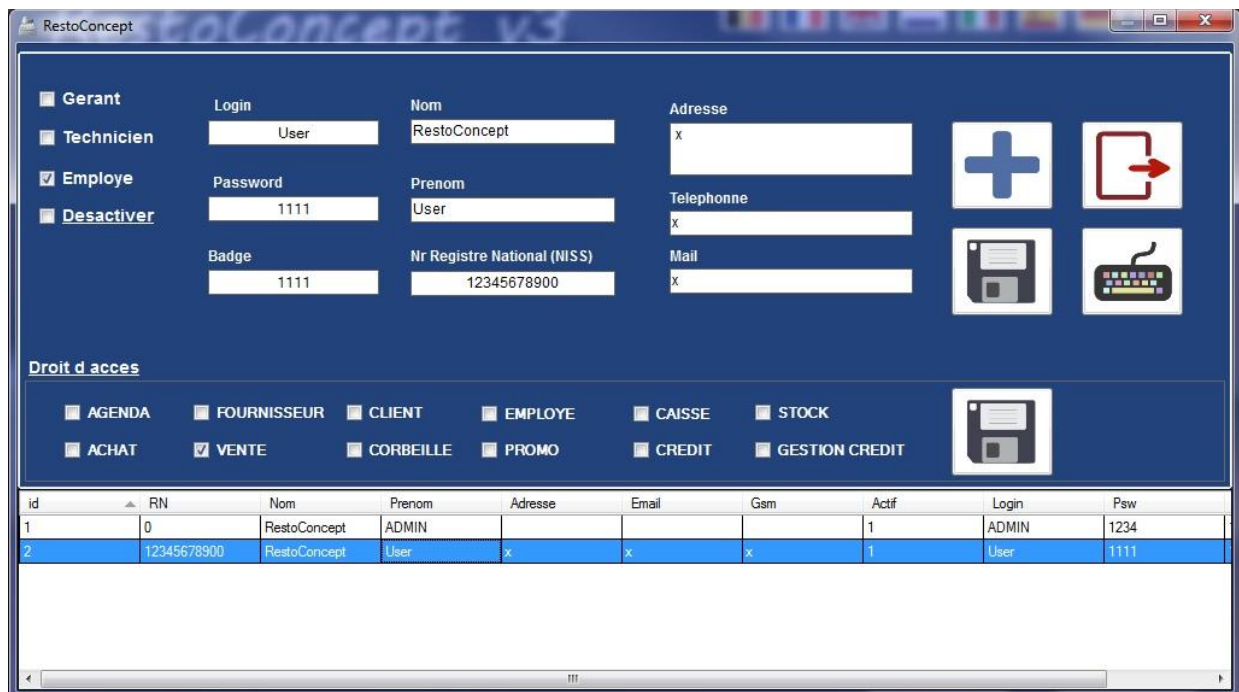 RestoConcept v3
RestoConcept
Gerant
Technicien
Employe
Desactiver
Login
User
Password
1111
Badge
1111
Nom
RestoConcept
Prenom
User
Nr Registre National (NISS)
12345678900
Adresse
x
Telephonne
x
Mail
x
Droit d acces
AGENDA FOURNISSEUR CLIENT EMPLOYE CAISSE STOCK
ACHAT VENTE CORBEILLE PROMO CREDIT GESTION CREDIT
id RN Nom Prenom Adresse Email Gsm Actif Login Psw
1 0 RestoConcept ADMIN 1 ADMIN 1234
2 12345678900 RestoConcept User x x x 1 User 1111